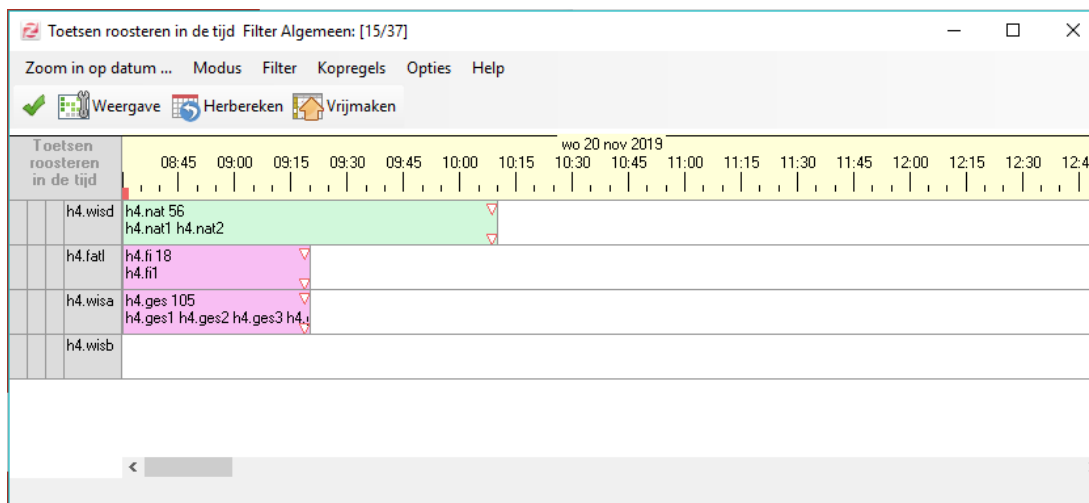 Toetsen roosteren in de tijd Filter Algemeen: [15/37]
Zoom in op datum ... Modus Filter Kopregels Opties Help
Weergave Herbereken Vrijmaken
Toetsen
roosteren
in de tijd
wo 20 nov 2019
08:45 09:00 09:15 09:30 09:45 10:00 10:15 10:30 10:45 11:00 11:15 11:30 11:45 12:00 12:15 12:30 12:4
h4.wisd
h4.nat 56
h4.nat1 h4.nat2
h4.fatl
h4.fi 18
h4.fi1
h4.wisa
h4.ges 105
h4.ges1 h4.ges2 h4.ges3 h4.
h4.wisb